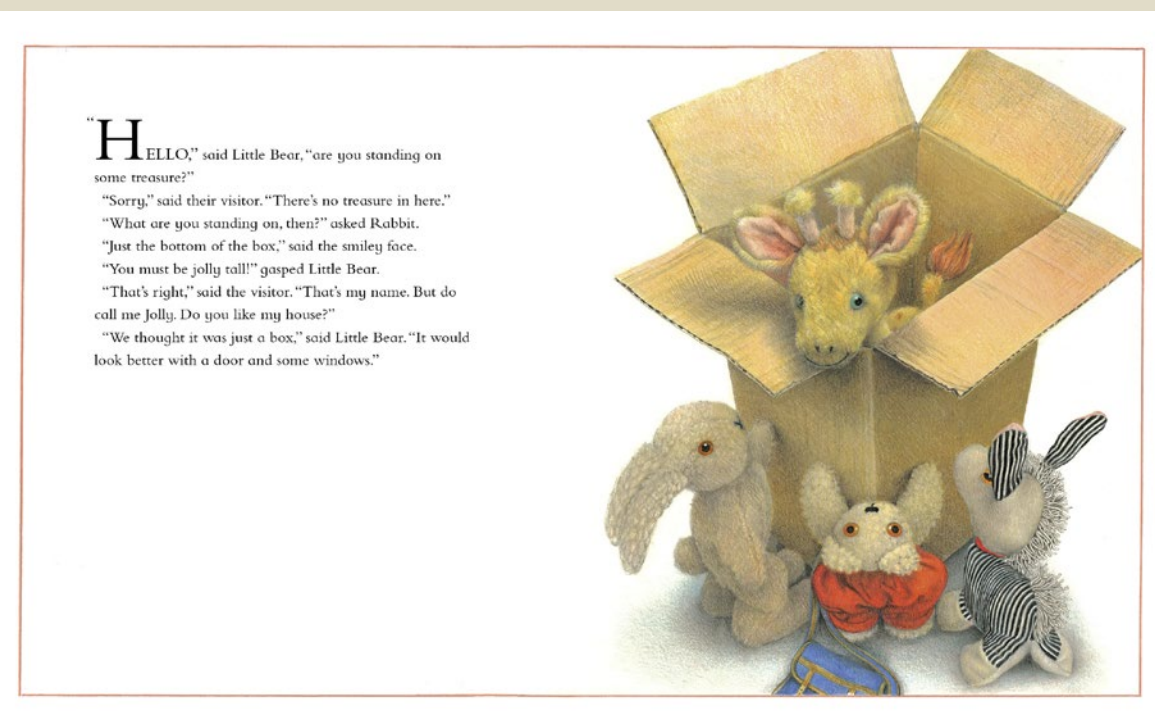 “HELLO,” said Little Bear, “are you standing on
some treasure?”
“Sorry,” said their visitor. “There’s no treasure in here.”
“What are you standing on, then?” asked Rabbit.
“Just the bottom of the box,” said the smiley face.
“You must be jolly tall!” gasped Little Bear.
“That’s right,” said the visitor. “That’s my name. But do
call me Jolly. Do you like my house?”
“We thought it was just a box,” said Little Bear. “It would
look better with a door and some windows.”